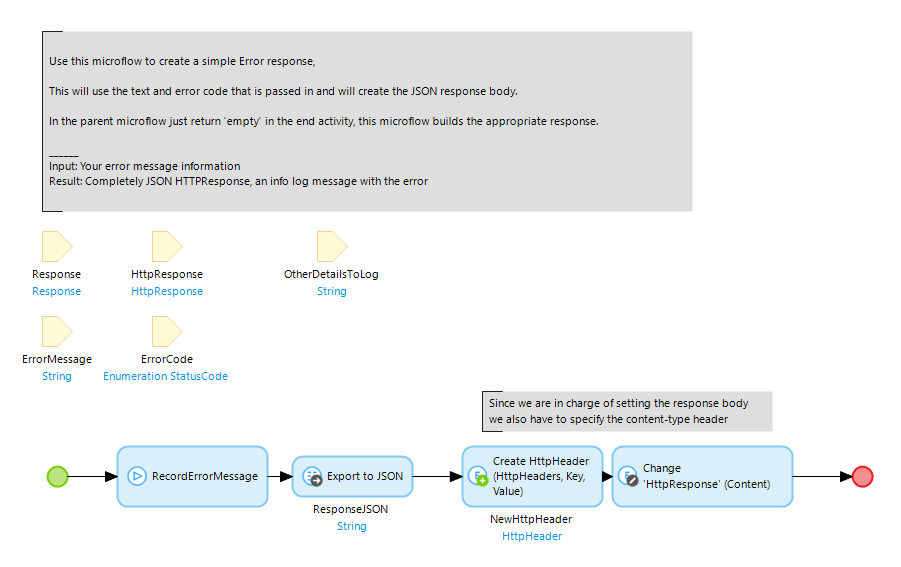 Use this microflow to create a simple Error response,
This will use the text and error code that is passed in and will create the JSON response body.
In the parent microflow just return 'empty' in the end activity, this microflow builds the appropriate response.
______
Input: Your error message information
Result: Completely JSON HTTPResponse, an info log message with the error
Response
Response
HttpResponse
HttpResponse
OtherDetailsToLog
String
ErrorMessage
String
ErrorCode
Enumeration StatusCode
Since we are in charge of setting the response body
we also have to specify the content-type header
RecordErrorMessage
Export to JSON
ResponseJSON
String
Create HttpHeader
(HttpHeaders, Key,
Value)
NewHttpHeader
HttpHeader
Change
'HttpResponse' (Content)